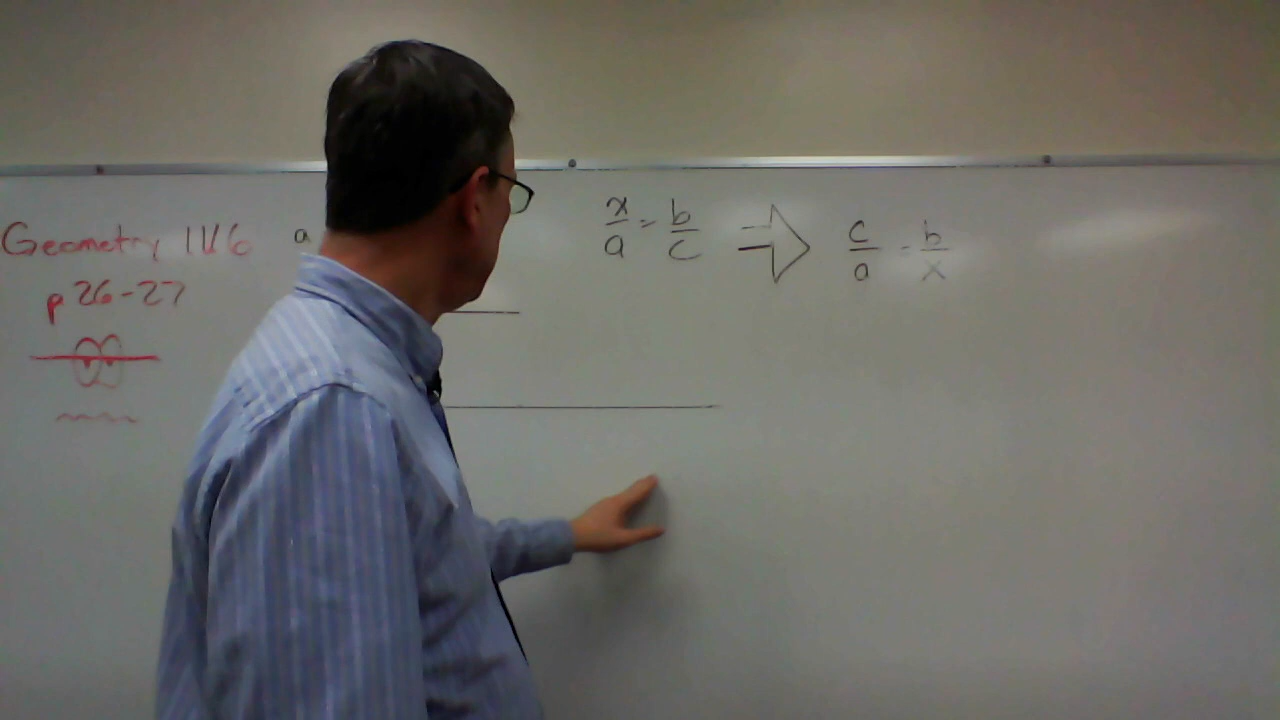 Geometry 11/6
p 26-27
a
x/a = b/c ⇒ c/a = b/x